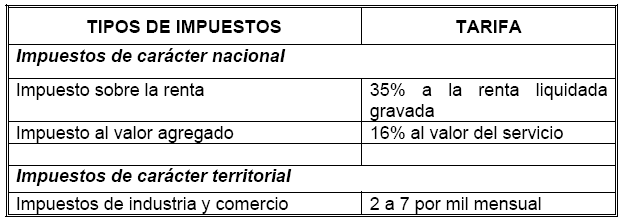 TIPOS DE IMPUESTOS TARIFA
Impuestos de carácter nacional
Impuesto sobre la renta 35% a la renta liquidada
gravada
Impuesto al valor agregado 16% al valor del servicio
Impuestos de carácter territorial
Impuestos de industria y comercio 2 a 7 por mil mensual